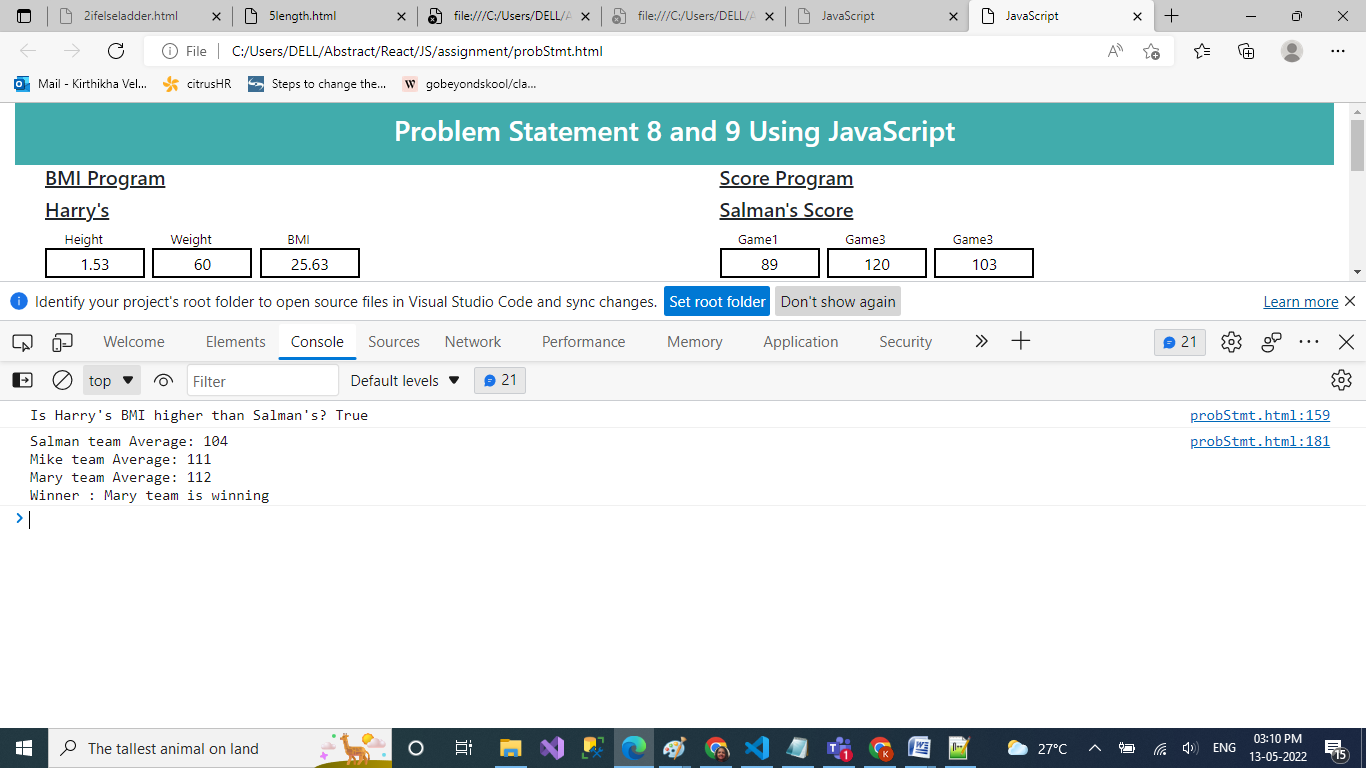 2ifelseladder.html
5length.html
file:///C:/Users/DELL/A
file:///C:/Users/DELL/A
JavaScript
JavaScript
File
C:/Users/DELL/Abstract/React/JS/assignment/probStmt.html
Mail - Kirthikha Vel...
citrusHR
Steps to change the...
W gobeyondskool/cla...
Problem Statement 8 and 9 Using JavaScript
BMI Program
Harry's
Height Weight BMI
1.53 60 25.63
Score Program
Salman's Score
Game1 Game3 Game3
89 120 103
Identify your project's root folder to open source files in Visual Studio Code and sync changes. Set root folder Don't show again Learn more
Welcome Elements Console Sources Network Performance Memory Application Security 21
top Filter Default levels 21
Is Harry's BMI higher than Salman's? True probStmt.html:159
Salman team Average: 104 probStmt.html:181
Mike team Average: 111
Mary team Average: 112
Winner : Mary team is winning
The tallest animal on land
1
K
27°C
ENG
03:10 PM
13-05-2022
15